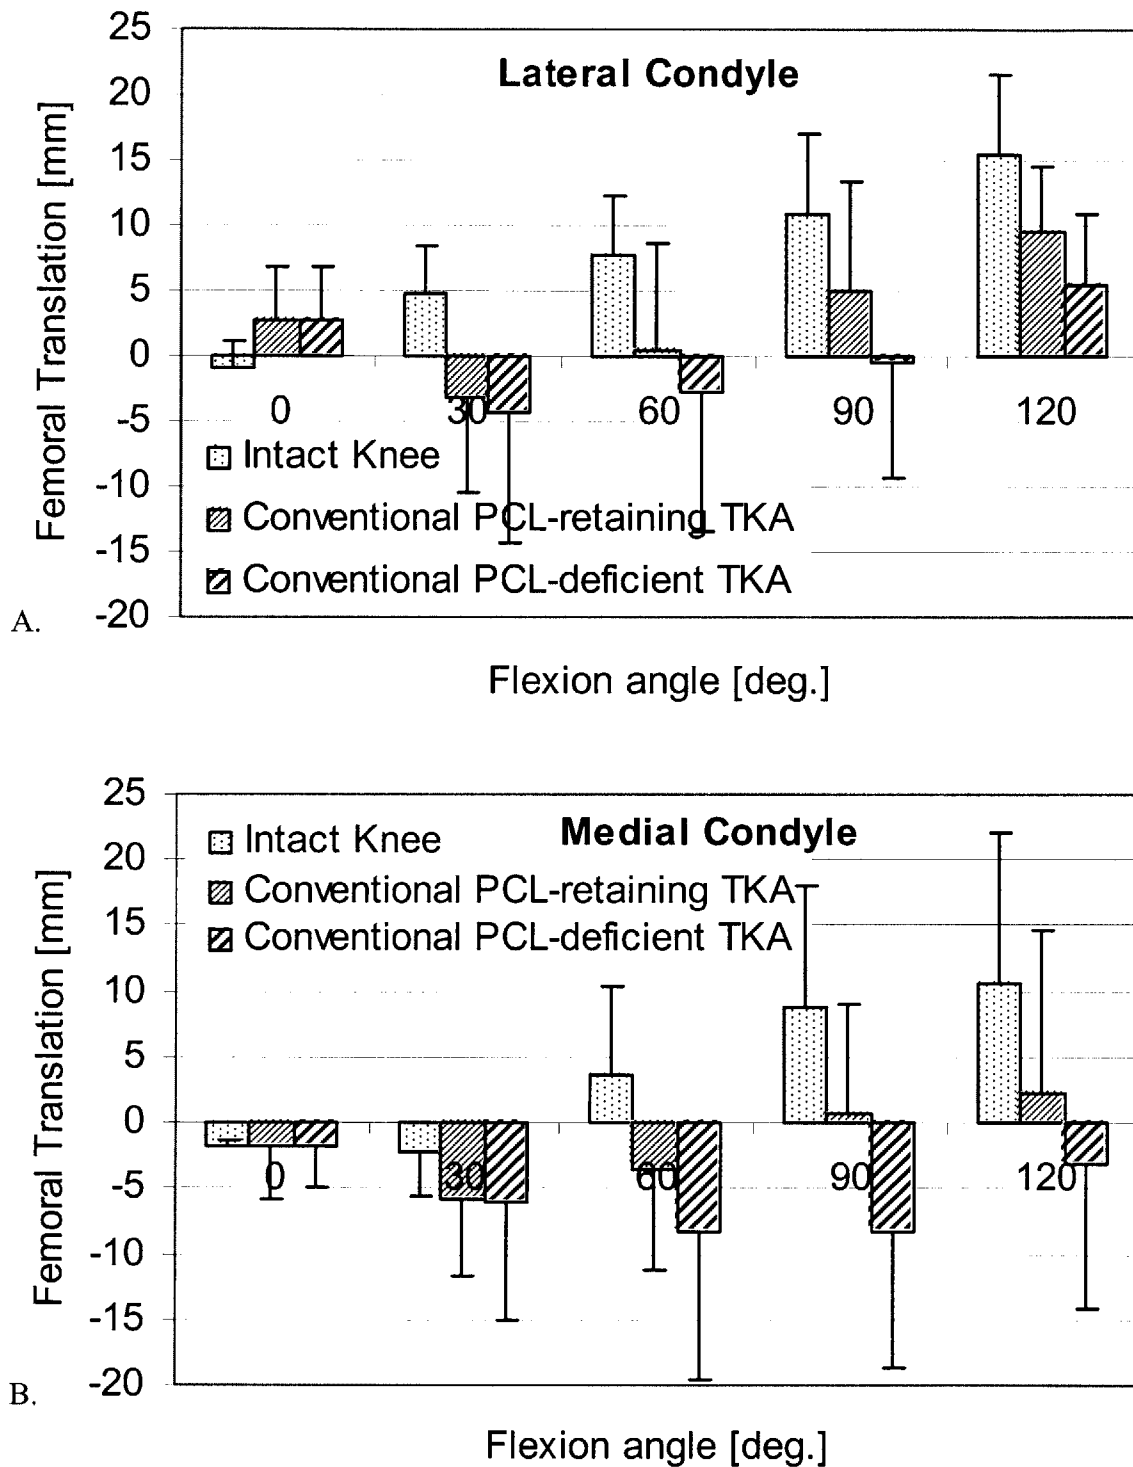 25
Lateral Condyle
20
15
10
5
0
-5
-10
-15
-20
Femoral Translation [mm]
0 30 60 90 120
Intact Knee
Conventional PCL-retaining TKA
Conventional PCL-deficient TKA
A.
Flexion angle [deg.]
25
Medial Condyle
20
15
10
5
0
-5
-10
-15
-20
Femoral Translation [mm]
Intact Knee
Conventional PCL-retaining TKA
Conventional PCL-deficient TKA
0 30 60 90 120
B.
Flexion angle [deg.]